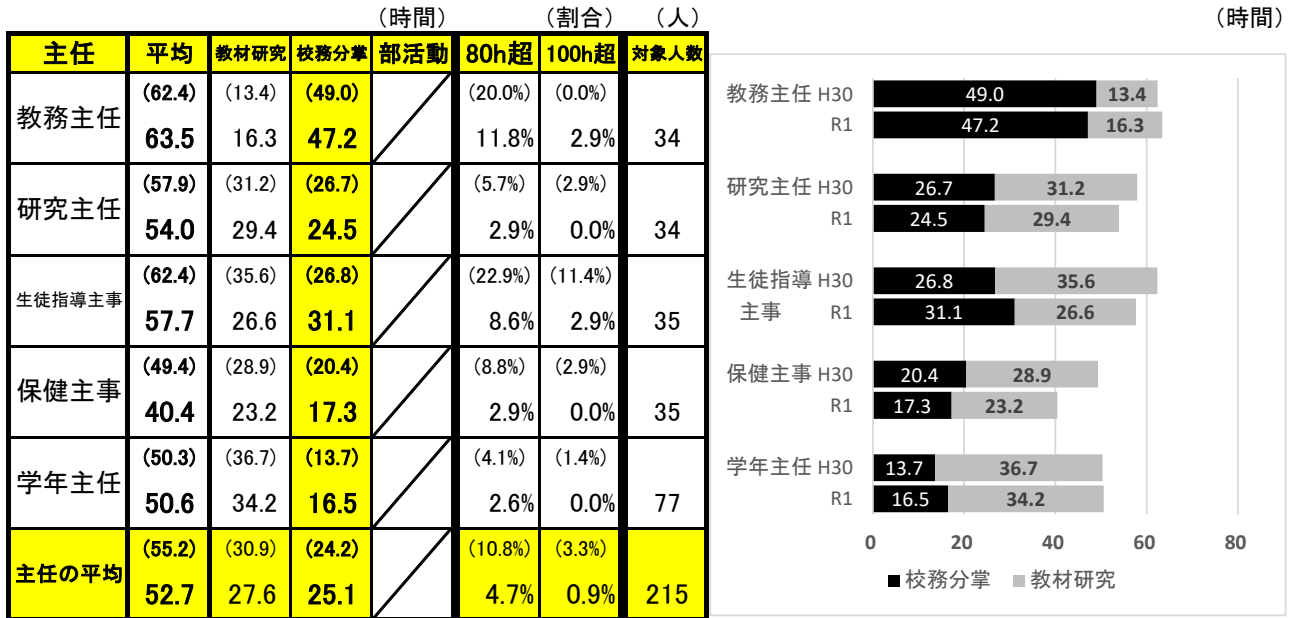 （時間） （割合） （人）
主任 平均 教材研究 校務分掌 部活動 80h超 100h超 対象人数
教務主任 (62.4) (13.4) (49.0) (20.0%) (0.0%)
63.5 16.3 47.2 11.8% 2.9% 34
研究主任 (57.9) (31.2) (26.7) (5.7%) (2.9%)
54.0 29.4 24.5 2.9% 0.0% 34
生徒指導主事 (62.4) (35.6) (26.8) (22.9%) (11.4%)
57.7 26.6 31.1 8.6% 2.9% 35
保健主事 (49.4) (28.9) (20.4) (8.8%) (2.9%)
40.4 23.2 17.3 2.9% 0.0% 35
学年主任 (50.3) (36.7) (13.7) (4.1%) (1.4%)
50.6 34.2 16.5 2.6% 0.0% 77
主任の平均 (55.2) (30.9) (24.2) (10.8%) (3.3%)
52.7 27.6 25.1 4.7% 0.9% 215
（時間）
教務主任 H30 49.0 13.4
R1 47.2 16.3
研究主任 H30 26.7 31.2
R1 24.5 29.4
生徒指導 H30 26.8 35.6
主事 R1 31.1 26.6
保健主事 H30 20.4 28.9
R1 17.3 23.2
学年主任 H30 13.7 36.7
R1 16.5 34.2
0 20 40 60 80
■校務分掌 ■教材研究